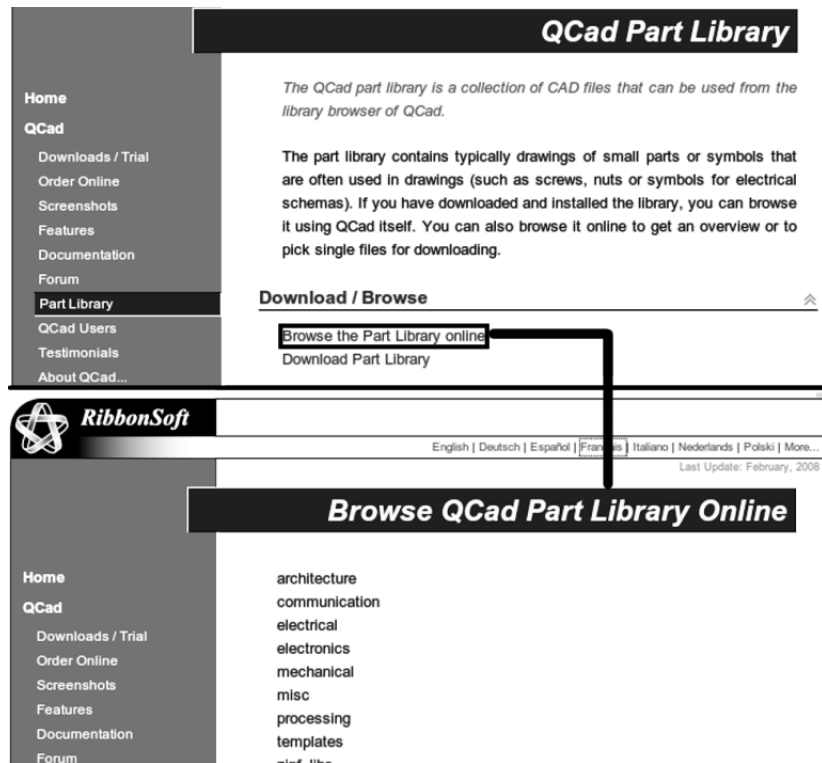 QCad Part Library
Home
QCad
Downloads / Trial
Order Online
Screenshots
Features
Documentation
Forum
Part Library
QCad Users
Testimonials
About QCad...
The QCad part library is a collection of CAD files that can be used from the
library browser of QCad.
The part library contains typically drawings of small parts or symbols that
are often used in drawings (such as screws, nuts or symbols for electrical
schemas). If you have downloaded and installed the library, you can browse
it using QCad itself. You can also browse it online to get an overview or to
pick single files for downloading.
Download / Browse
Browse the Part Library online
Download Part Library
RibbonSoft
English | Deutsch | Español | Français | Italiano | Nederlands | Polski | More...
Last Update: February, 2008
Browse QCad Part Library Online
Home
QCad
Downloads / Trial
Order Online
Screenshots
Features
Documentation
Forum
architecture
communication
electrical
electronics
mechanical
misc
processing
templates